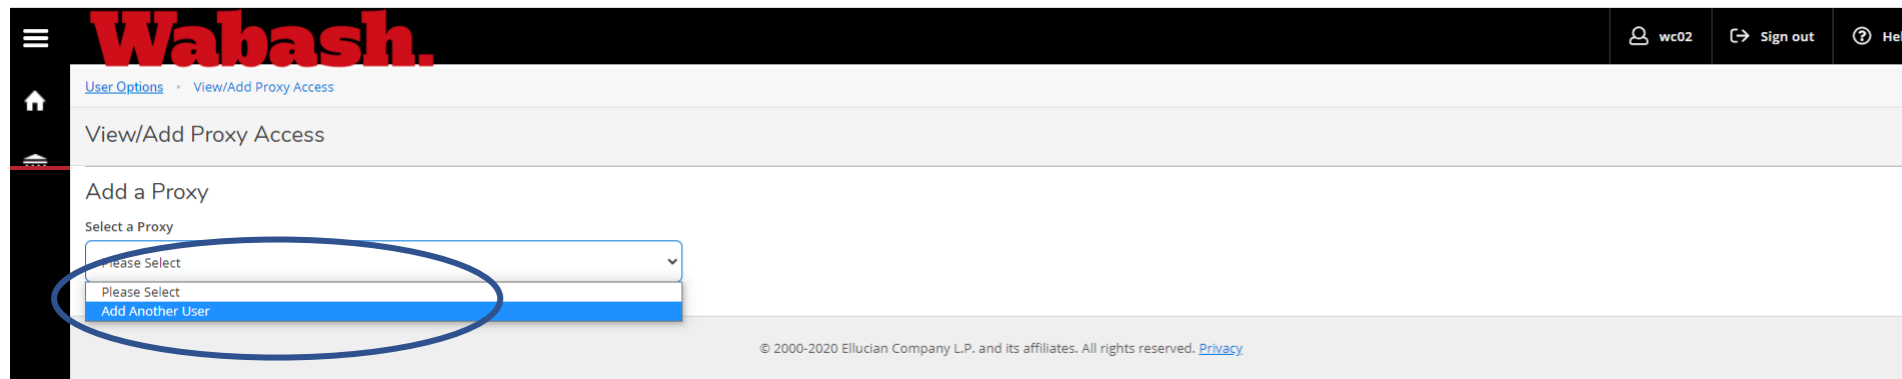 Wabash.
wc02
Sign out
User Options • View/Add Proxy Access
View/Add Proxy Access
Add a Proxy
Select a Proxy
Please Select
Please Select
Add Another User
© 2000-2020 Ellucian Company L.P. and its affiliates. All rights reserved. Privacy